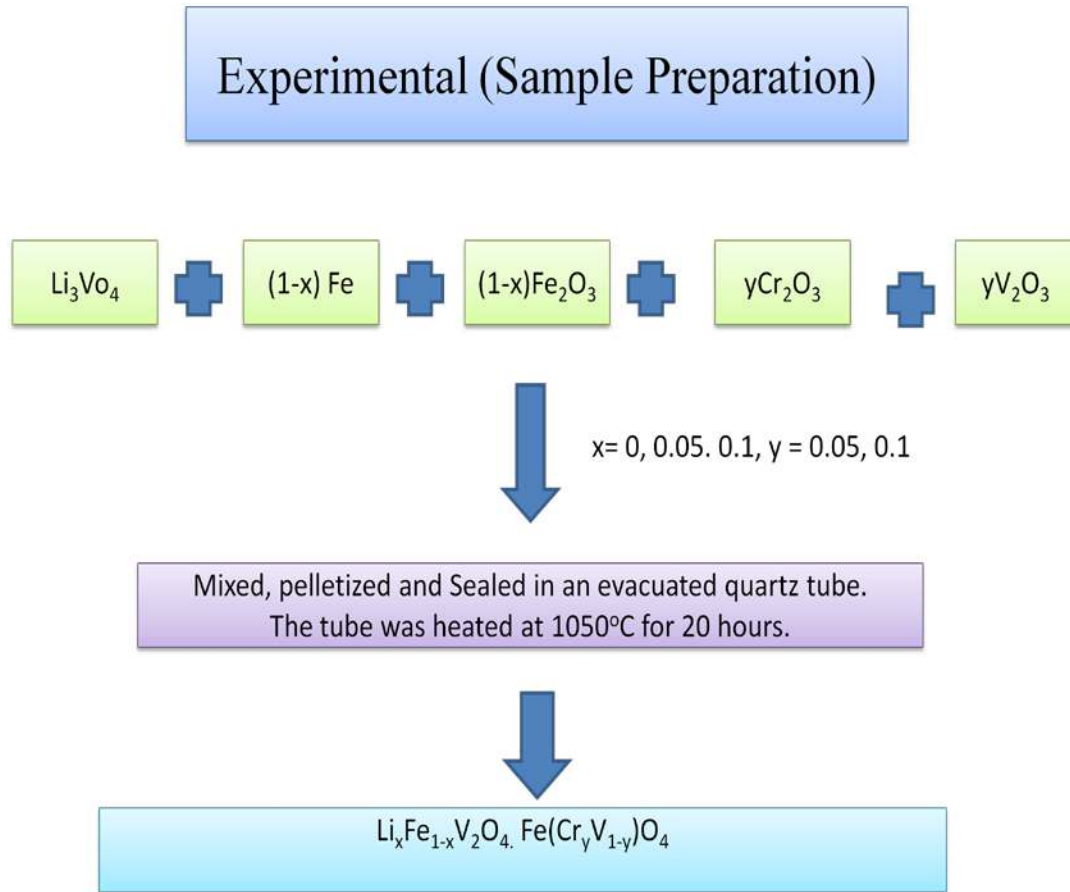 Experimental (Sample Preparation)
Li₃Vo₄
(1-x) Fe
(1-x)Fe₂O₃
yCr₂O₃
yV₂O₃
x= 0, 0.05. 0.1, y = 0.05, 0.1
Mixed, pelletized and Sealed in an evacuated quartz tube.
The tube was heated at 1050°C for 20 hours.
LiₓFe₁₋ₓV₂O₄. Fe(CrᵧV₁₋ᵧ)O₄